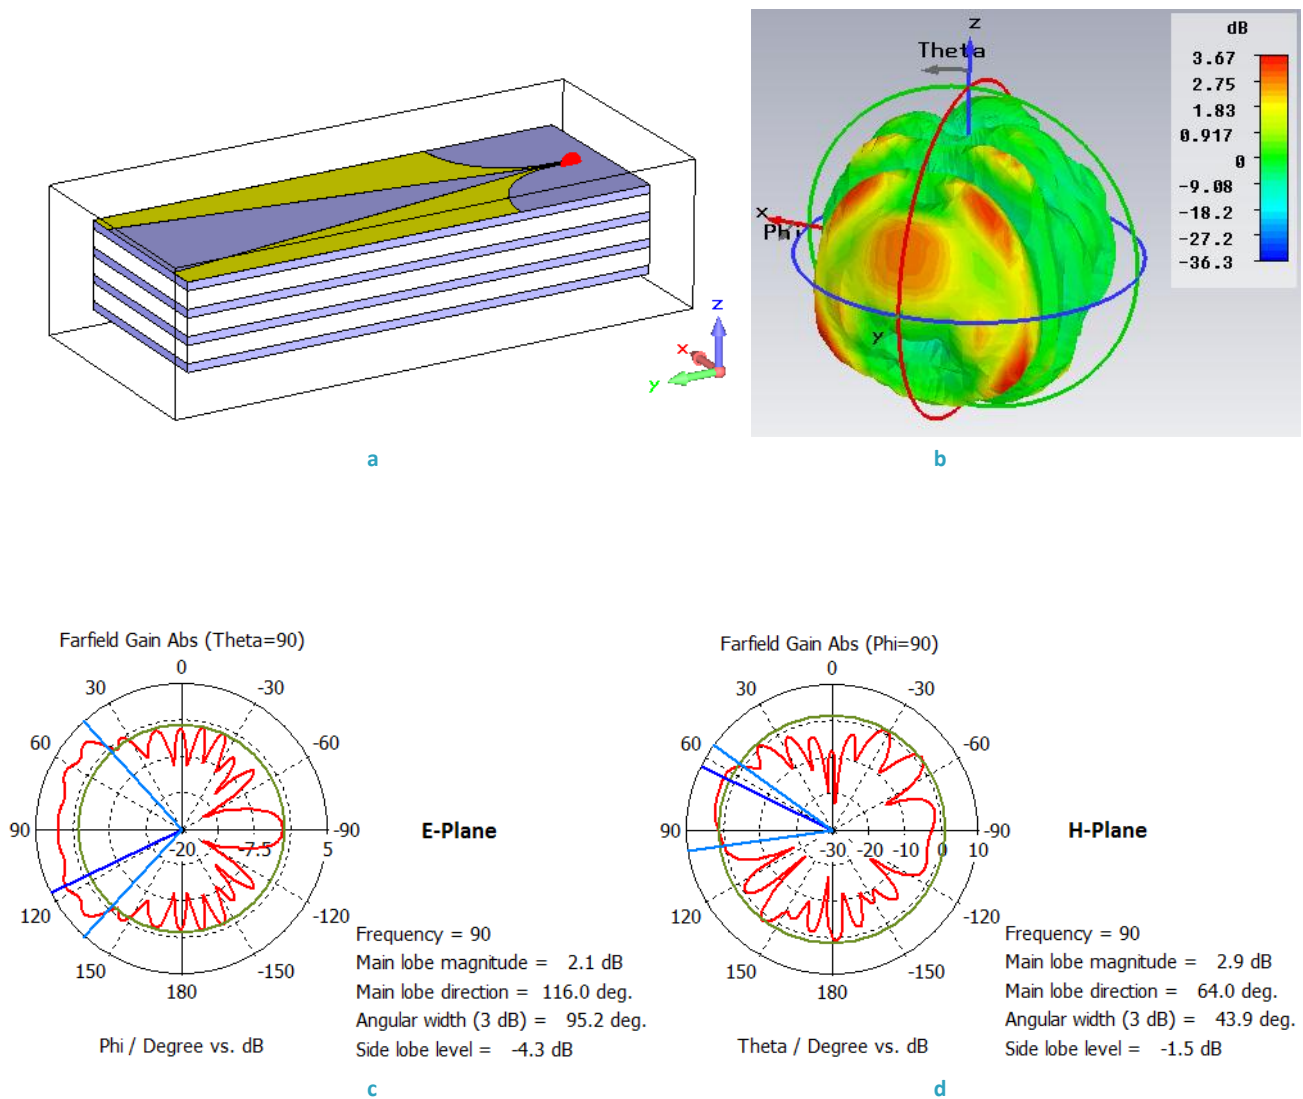 x
y
z
a
z
Theta
x
Phi
y
dB
3.67
2.75
1.83
0.917
0
-9.08
-18.2
-27.2
-36.3
b
Farfield Gain Abs (Theta=90)
0
30
-30
60
-60
90
-90
-20
-7.5
5
120
-120
150
-150
180
E-Plane
Frequency = 90
Main lobe magnitude = 2.1 dB
Main lobe direction = 116.0 deg.
Angular width (3 dB) = 95.2 deg.
Side lobe level = -4.3 dB
Phi / Degree vs. dB
c
Farfield Gain Abs (Phi=90)
0
30
-30
60
-60
90
-90
-30
-20
-10
0
10
120
-120
150
-150
180
H-Plane
Frequency = 90
Main lobe magnitude = 2.9 dB
Main lobe direction = 64.0 deg.
Angular width (3 dB) = 43.9 deg.
Side lobe level = -1.5 dB
Theta / Degree vs. dB
d